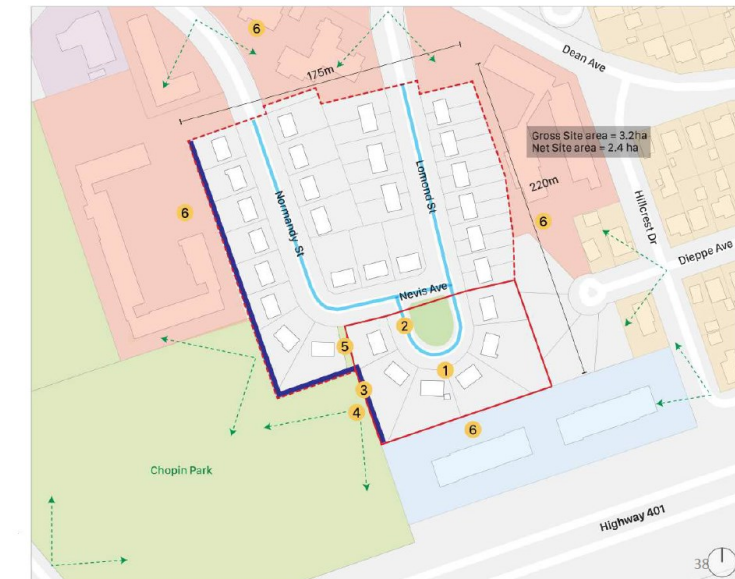 6
175m
Dean Ave
Gross Site area = 3.2ha
Net Site area = 2.4 ha
220m
Lomond St
Normandy St
Hillcrest Dr
6
6
Dieppe Ave
Nevis Ave
2
5
1
3
4
6
Chopin Park
Highway 401
38